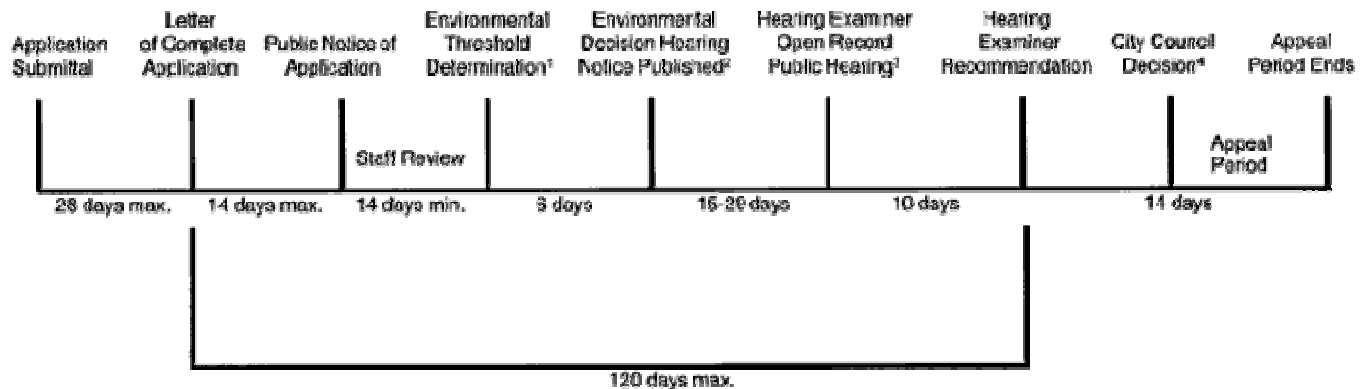 Application
Submittal
Letter
of Complete
Application
Public Notice of
Application
Environmental
Threshold
Determination¹
Environmental
Decision Hearing
Notice Published²
Hearing Examiner
Open Record
Public Hearing³
Hearing
Examiner
Recommendation
City Council
Decision⁴
Appeal
Period Ends
Staff Review
Appeal
Period
28 days max.
14 days max.
14 days min.
days
days
10 days
14 days
120 days max.